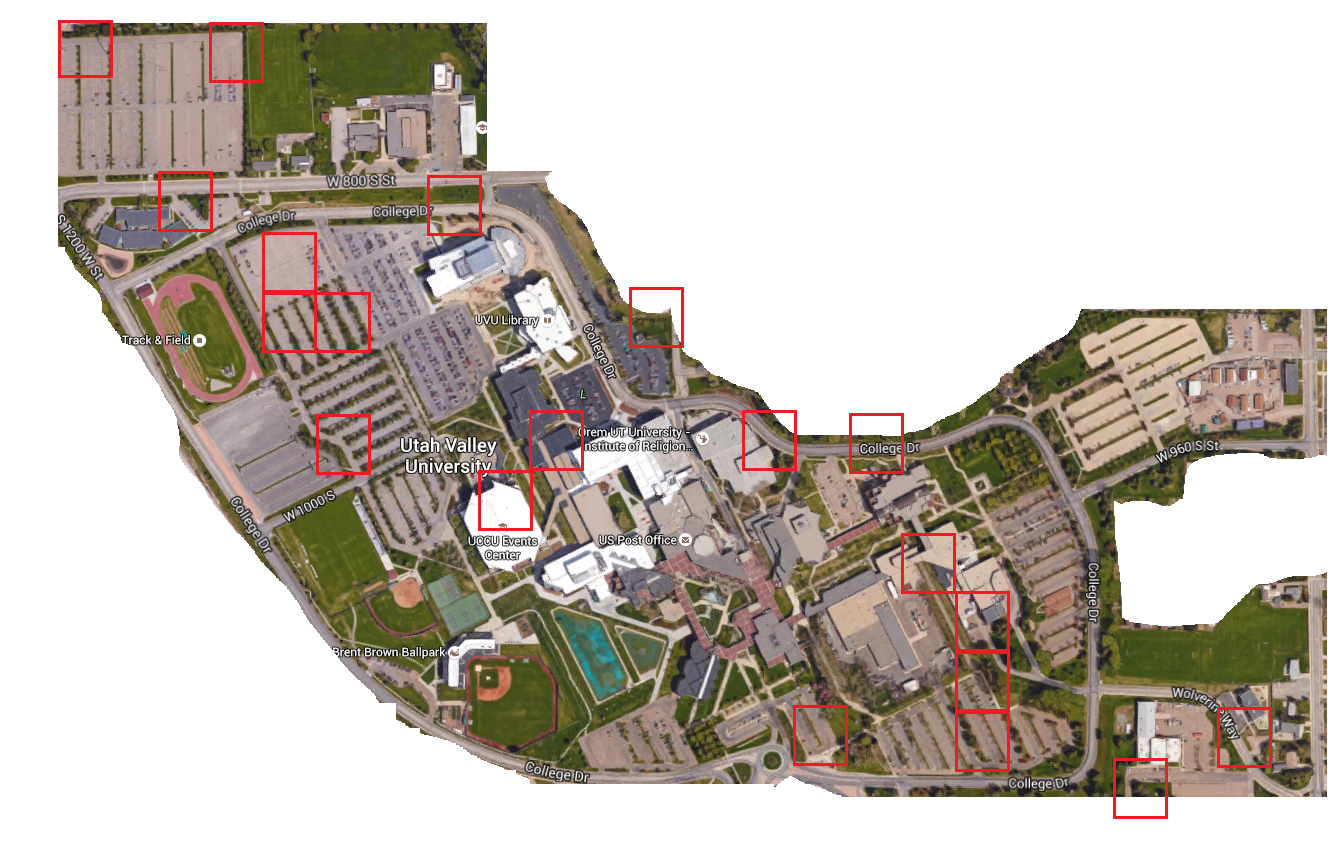 W 800 S St
College Dr
College Dr
S 1200 W St
UVU Library
Track & Field
College Dr
L
Orem UT University -
Institute of Religion...
College Dr
Utah Valley
University
W 960 S St
W 1000 S
College Dr
UCCU Events
Center
US Post Office
College Dr
Brent Brown Ballpark
Wolverine Way
College Dr
College Dr